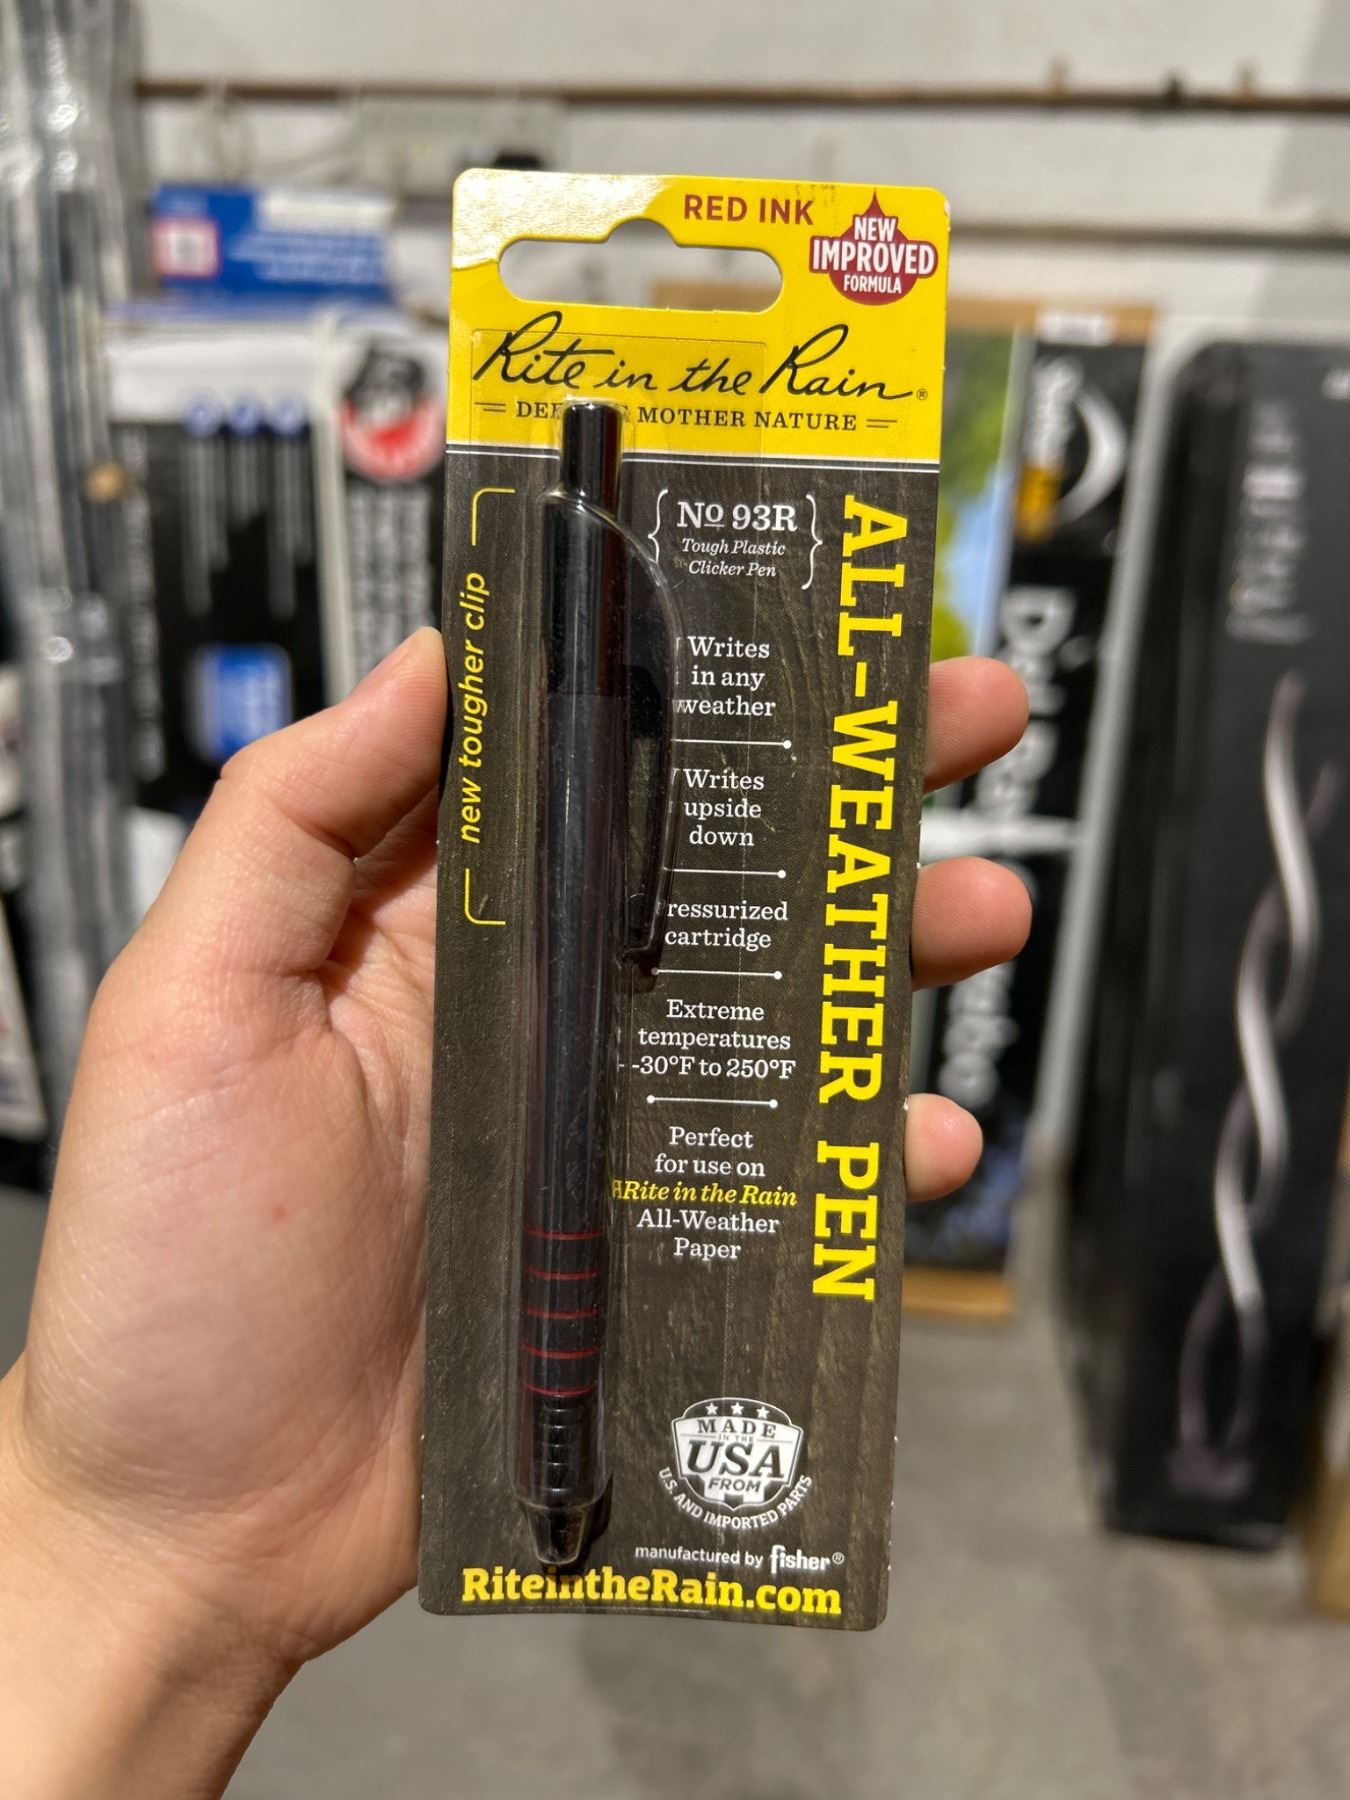 RED INK
NEW
IMPROVED
FORMULA
Rite in the Rain®
MOTHER NATURE
new tougher clip
No 93R
Tough Plastic
Clicker Pen
Writes
in any
weather
Writes
upside
down
ressurized
cartridge
Extreme
temperatures
-30°F to 250°F
Perfect
for use on
Rite in the Rain
All-Weather
Paper
ALL-WEATHER PEN
MADE
IN THE
USA
FROM
U.S. AND IMPORTED PARTS
manufactured by fisher®
RiteintheRain.com